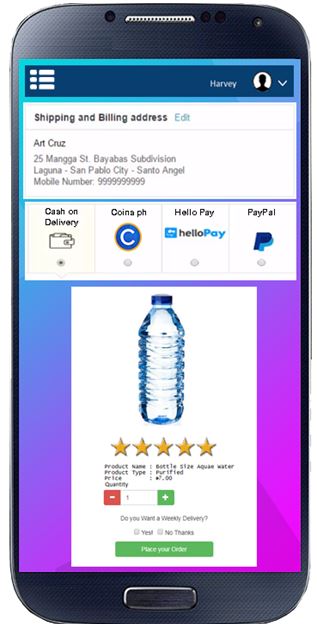 Harvey
Shipping and Billing address Edit
Art Cruz
25 Mangga St. Bayabas Subdivision
Laguna - San Pablo City - Santo Angel
Mobile Number: 9999999999
Cash on Delivery
Coins ph
Hello Pay
PayPal
C
helloPay
Product Name : Bottle Size Aquae Water
Product Type : Purified
Price : ₱7.00
Quantity
- 1 +
Do you Want a Weekly Delivery?
Yes! No Thanks
Place your Order